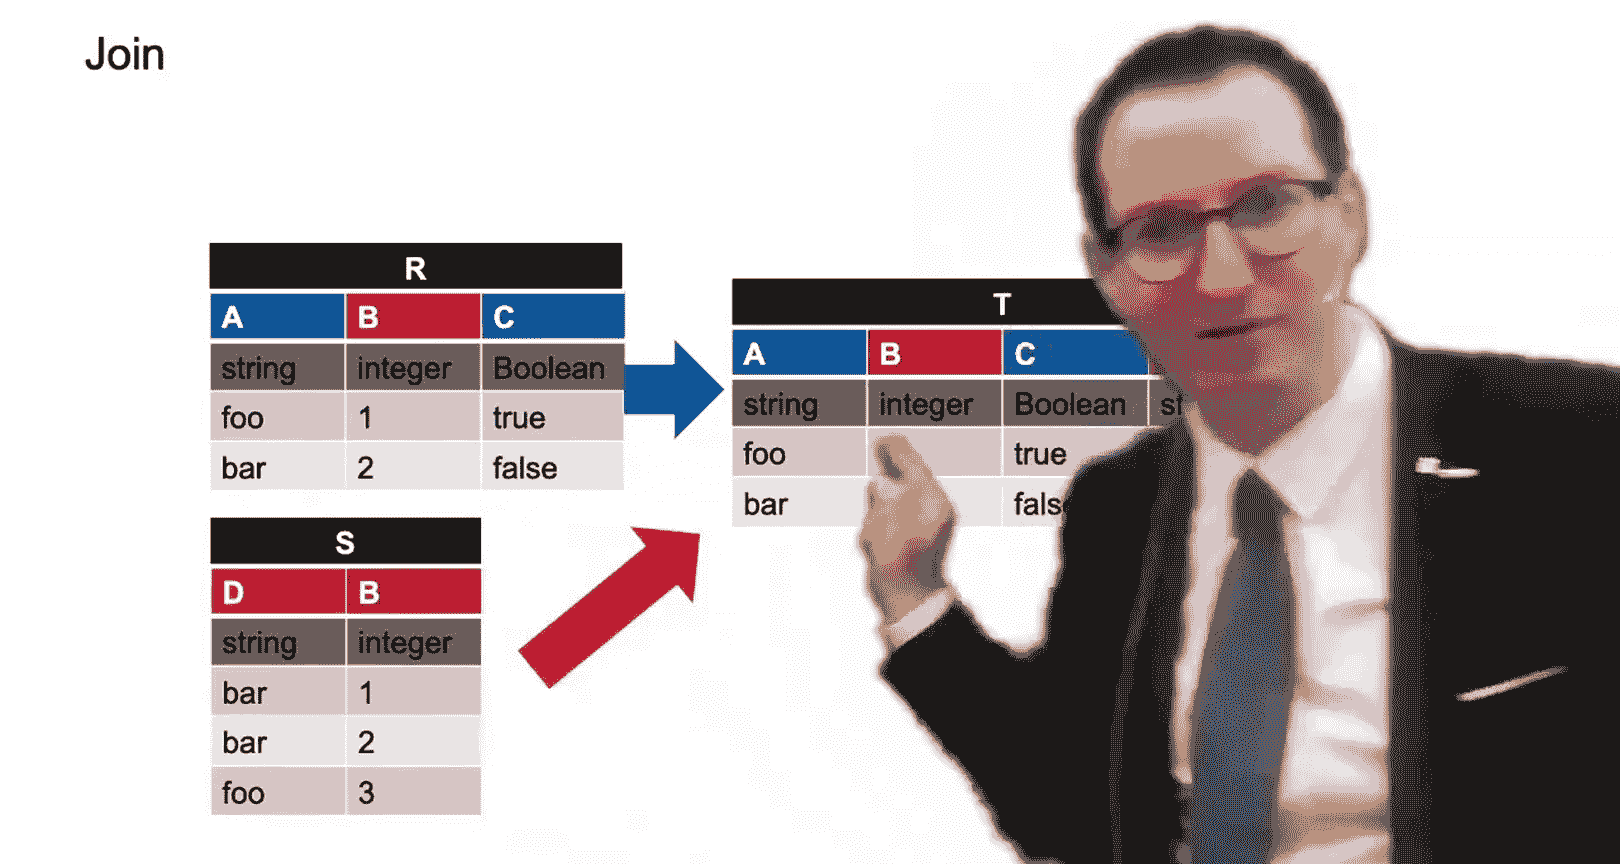 Join
R
A B C
string integer Boolean
foo 1 true
bar 2 false
S
D B
string integer
bar 1
bar 2
foo 3
T
A B C
string integer Boolean
foo true
bar